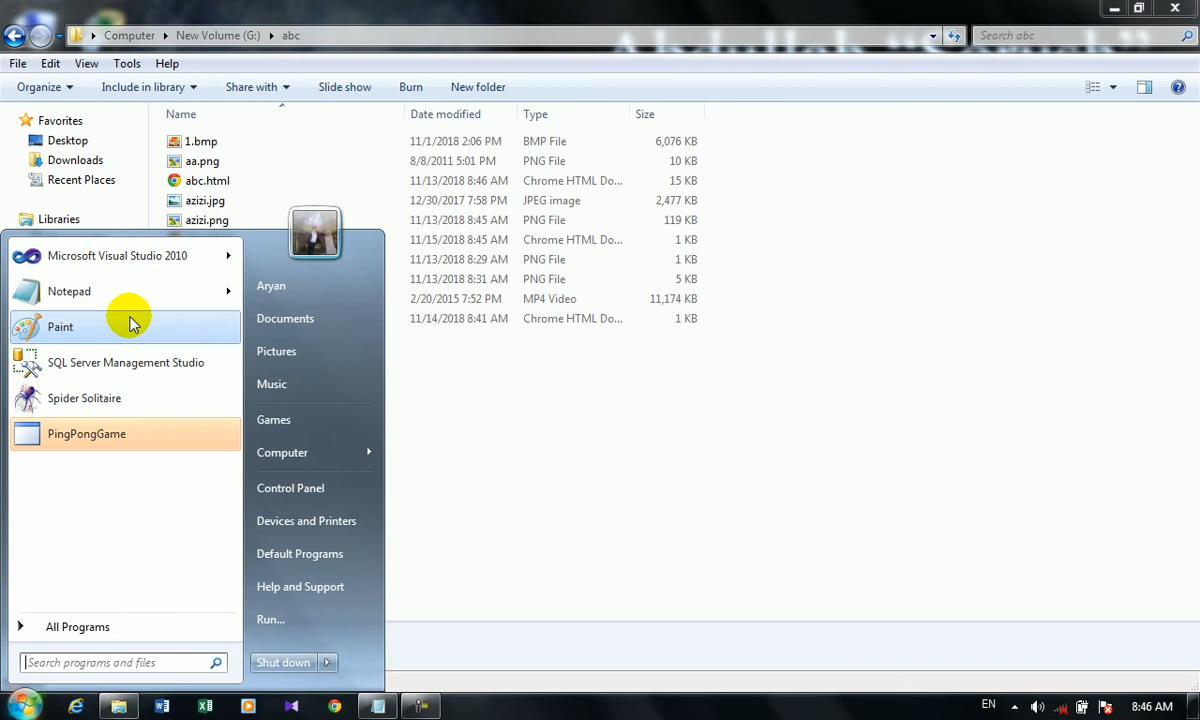 Computer New Volume (G:) abc
Search abc
File Edit View Tools Help
Organize Include in library Share with Slide show Burn New folder
Name Date modified Type Size
Favorites
Desktop
Downloads
Recent Places
Libraries
1.bmp 11/1/2018 2:06 PM BMP File 6,076 KB
aa.png 8/8/2011 5:01 PM PNG File 10 KB
abc.html 11/13/2018 8:46 AM Chrome HTML Do... 15 KB
azizi.jpg 12/30/2017 7:58 PM JPEG image 2,477 KB
azizi.png 11/13/2018 8:45 AM PNG File 119 KB
11/15/2018 8:45 AM Chrome HTML Do... 1 KB
11/13/2018 8:29 AM PNG File 1 KB
11/13/2018 8:31 AM PNG File 5 KB
2/20/2015 7:52 PM MP4 Video 11,174 KB
11/14/2018 8:41 AM Chrome HTML Do... 1 KB
Microsoft Visual Studio 2010
Notepad
Paint
SQL Server Management Studio
Spider Solitaire
PingPongGame
All Programs
Search programs and files
Aryan
Documents
Pictures
Music
Games
Computer
Control Panel
Devices and Printers
Default Programs
Help and Support
Run...
Shut down
EN
8:46 AM